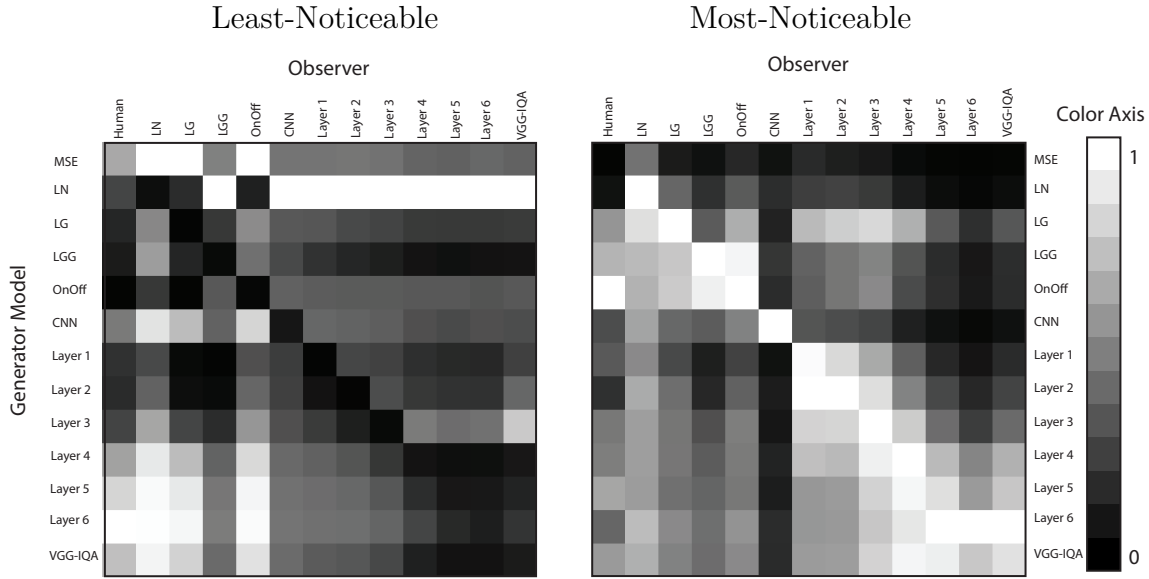 Least-Noticeable
Most-Noticeable
Observer
Observer
Human
LN
LG
LGG
OnOff
CNN
Layer 1
Layer 2
Layer 3
Layer 4
Layer 5
Layer 6
VGG-IQA
Human
LN
LG
LGG
OnOff
CNN
Layer 1
Layer 2
Layer 3
Layer 4
Layer 5
Layer 6
VGG-IQA
Color Axis
Generator Model
MSE
LN
LG
LGG
OnOff
CNN
Layer 1
Layer 2
Layer 3
Layer 4
Layer 5
Layer 6
VGG-IQA
MSE
LN
LG
LGG
OnOff
CNN
Layer 1
Layer 2
Layer 3
Layer 4
Layer 5
Layer 6
VGG-IQA
1
0